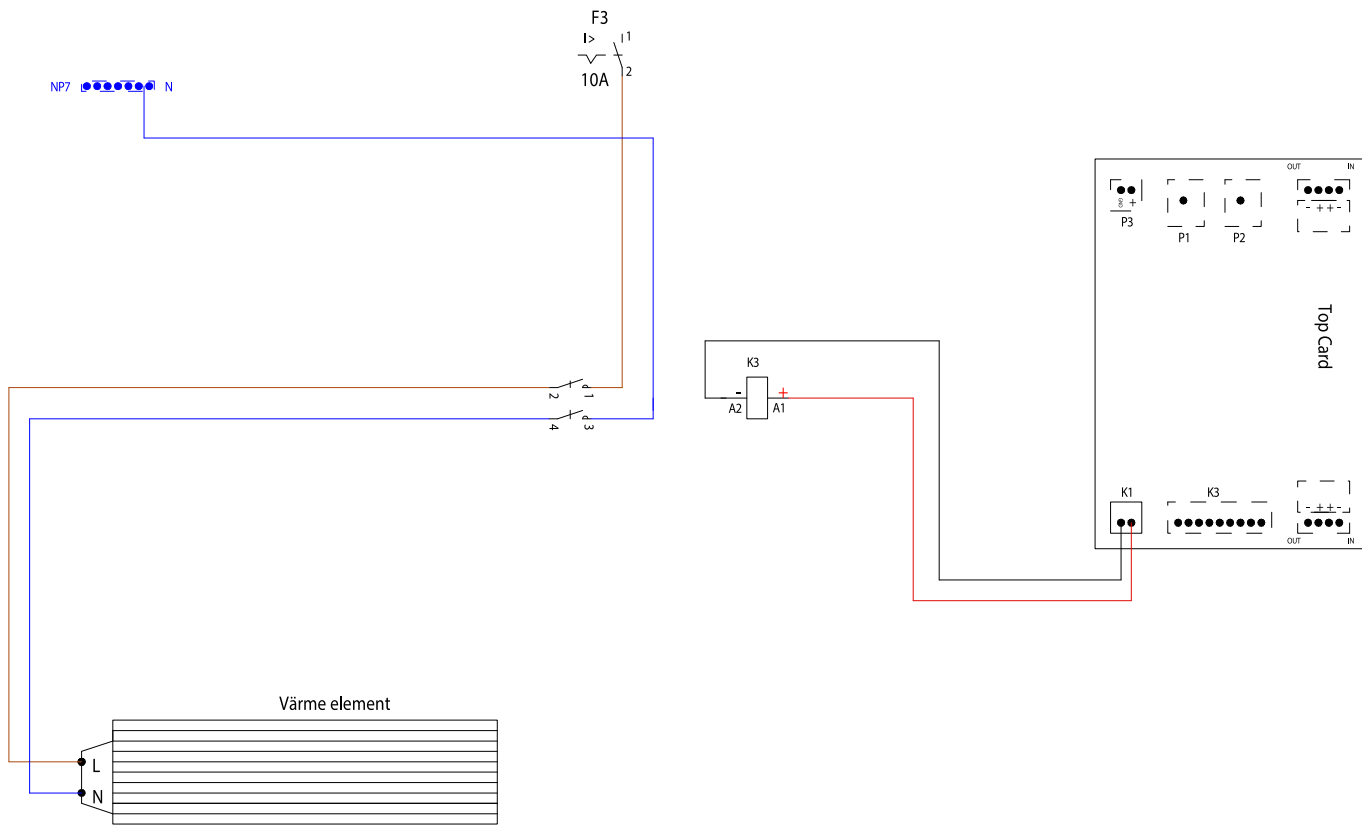 F3
I>
1
2
10A
NP7
N
OUT
IN
- + + -
GND
+
P3
P1
P2
Top Card
K3
-
+
A2
A1
2
1
4
3
K1
K3
- + + -
OUT
IN
Värme element
L
N